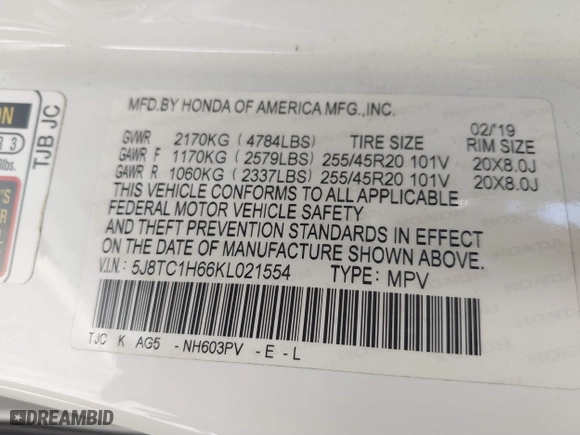 MFD.BY HONDA OF AMERICA MFG.,INC.
02/'19
GVWR 2170KG (4784LBS) TIRE SIZE RIM SIZE
GAWR F 1170KG (2579LBS) 255/45R20 101V 20X8.0J
GAWR R 1060KG (2337LBS) 255/45R20 101V 20X8.0J
THIS VEHICLE CONFORMS TO ALL APPLICABLE
FEDERAL MOTOR VEHICLE SAFETY
AND THEFT PREVENTION STANDARDS IN EFFECT
ON THE DATE OF MANUFACTURE SHOWN ABOVE.
V.I.N.: 5J8TC1H66KL021554 TYPE: MPV
TJC K AG5 -NH603PV -E-L
TJB JC
ON
R 3
lbs.
'S
R
DREAMBID